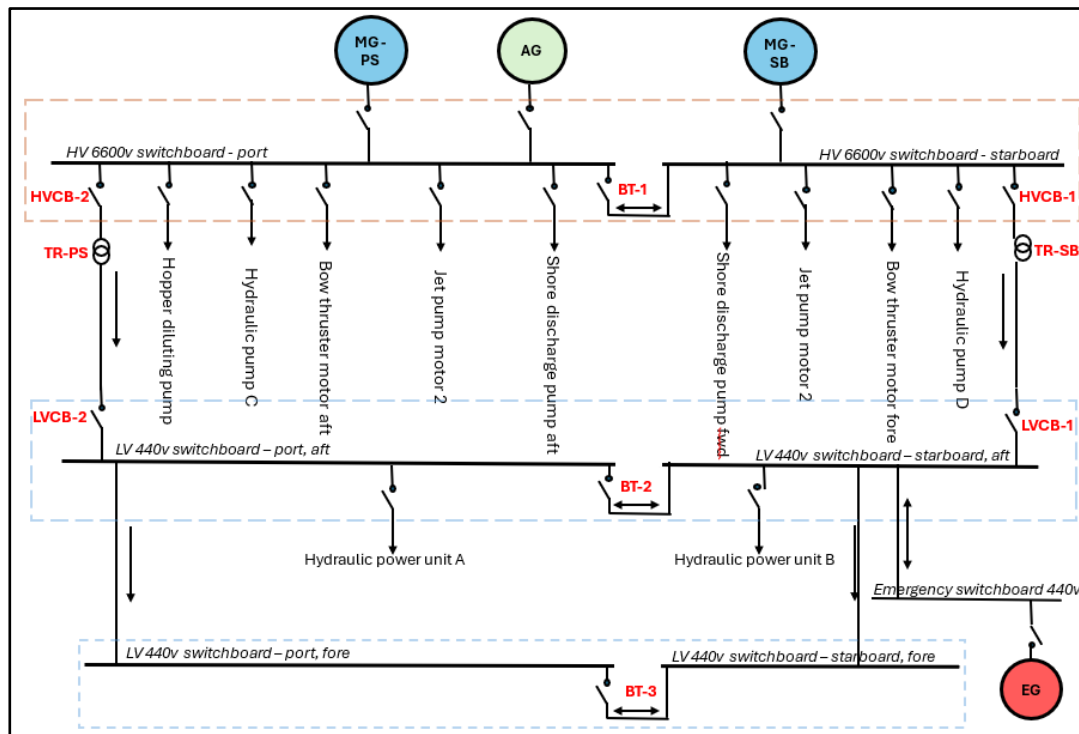 MG-
PS
AG
MG-
SB
HV 6600v switchboard - port
HV 6600v switchboard - starboard
HVCB-2
BT-1
HVCB-1
TR-PS
TR-SB
Hopper diluting pump
Hydraulic pump C
Bow thruster motor aft
Jet pump motor 2
Shore discharge pump aft
Shore discharge pump fwd
Jet pump motor 2
Bow thruster motor fore
Hydraulic pump D
LVCB-2
LVCB-1
LV 440v switchboard – port, aft
LV 440v switchboard – starboard, aft
BT-2
Hydraulic power unit A
Hydraulic power unit B
Emergency switchboard 440v
LV 440v switchboard – port, fore
LV 440v switchboard – starboard, fore
BT-3
EG